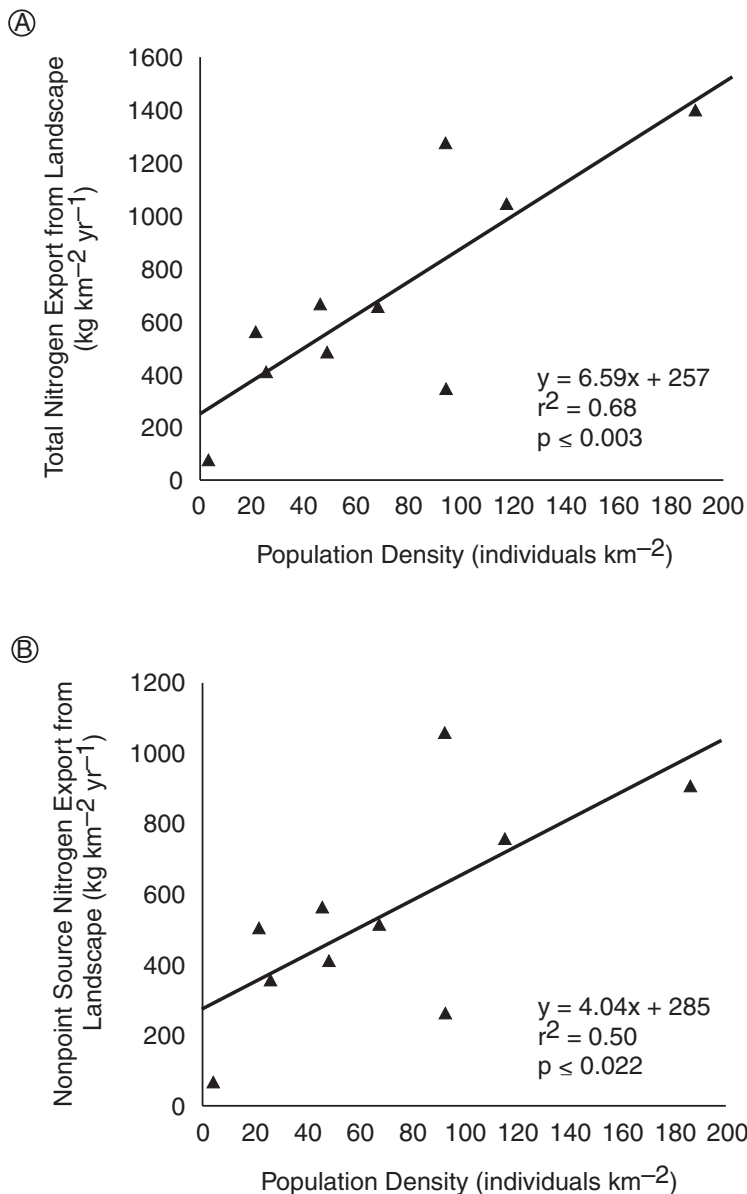 A
Total Nitrogen Export from Landscape
(kg km–2 yr–1)
1600
1400
1200
1000
800
600
400
200
0
y = 6.59x + 257
r2 = 0.68
p ≤ 0.003
0 20 40 60 80 100 120 140 160 180 200
Population Density (individuals km–2)
B
Nonpoint Source Nitrogen Export from
Landscape (kg km–2 yr–1)
1200
1000
800
600
400
200
0
y = 4.04x + 285
r2 = 0.50
p ≤ 0.022
0 20 40 60 80 100 120 140 160 180 200
Population Density (individuals km–2)